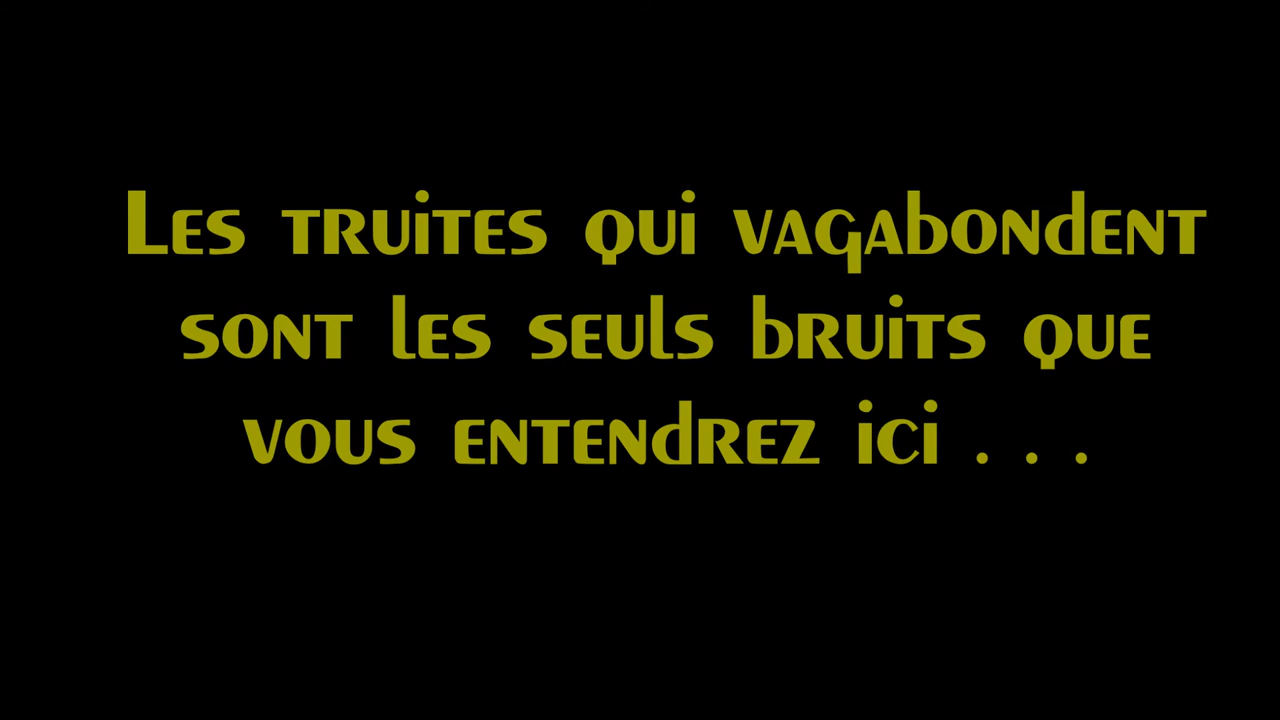 Les truites qui vagabondent
sont les seuls bruits que
vous entendrez ici . . .